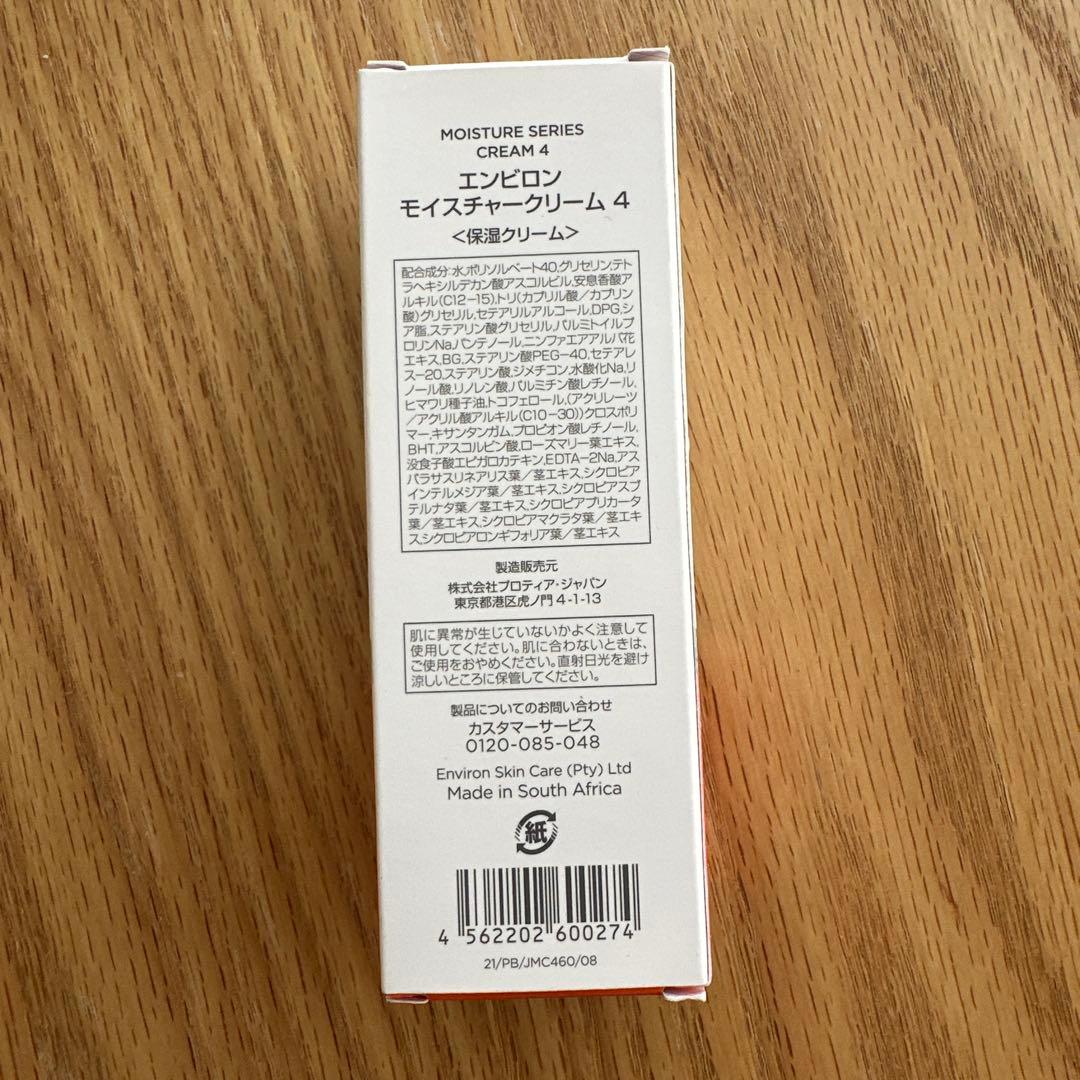 MOISTURE SERIES
CREAM 4
エンビロン
モイスチャークリーム 4
<保湿クリーム>
配合成分:水,ポリソルベート40,グリセリン,テト
ラヘキシルデカン酸アスコルビル,安息香酸ア
ルキル(C12-15),トリ(カプリル酸/カプリン
酸)グリセリル,セテアリルアルコール,DPG,シ
ア脂,ステアリン酸グリセリル,パルミトイルプ
ロリンNa,パンテノール,ニンファエアアルバ花
エキス,BG,ステアリン酸PEG-40,セテアレ
ス-20,ステアリン酸,ジメチコン,水酸化Na,リ
ノール酸,リノレン酸,パルミチン酸レチノール,
ヒマワリ種子油,トコフェロール,(アクリレーツ
/アクリル酸アルキル(C10-30))クロスポリ
マー,キサンタンガム,プロピオン酸レチノール,
BHT,アスコルビン酸,ローズマリー葉エキス,
没食子酸エピガロカテキン,EDTA-2Na,アス
パラサスリネアリス葉/茎エキス,シクロピア
インテルメジア葉/茎エキス,シクロピアスブ
テルナタ葉/茎エキス,シクロピアプリカータ
葉/茎エキス,シクロピアマクラタ葉/茎エキ
ス,シクロピアロンギフォリア葉/茎エキス
製造販売元
株式会社プロティア・ジャパン
東京都港区虎ノ門 4-1-13
肌に異常が生じていないかよく注意して
使用してください。肌に合わないときは、
ご使用をおやめください。直射日光を避け
涼しいところに保管してください。
製品についてのお問い合わせ
カスタマーサービス
0120-085-048
Environ Skin Care (Pty) Ltd
Made in South Africa
紙
4 562202 600274
21/PB/JMC460/08